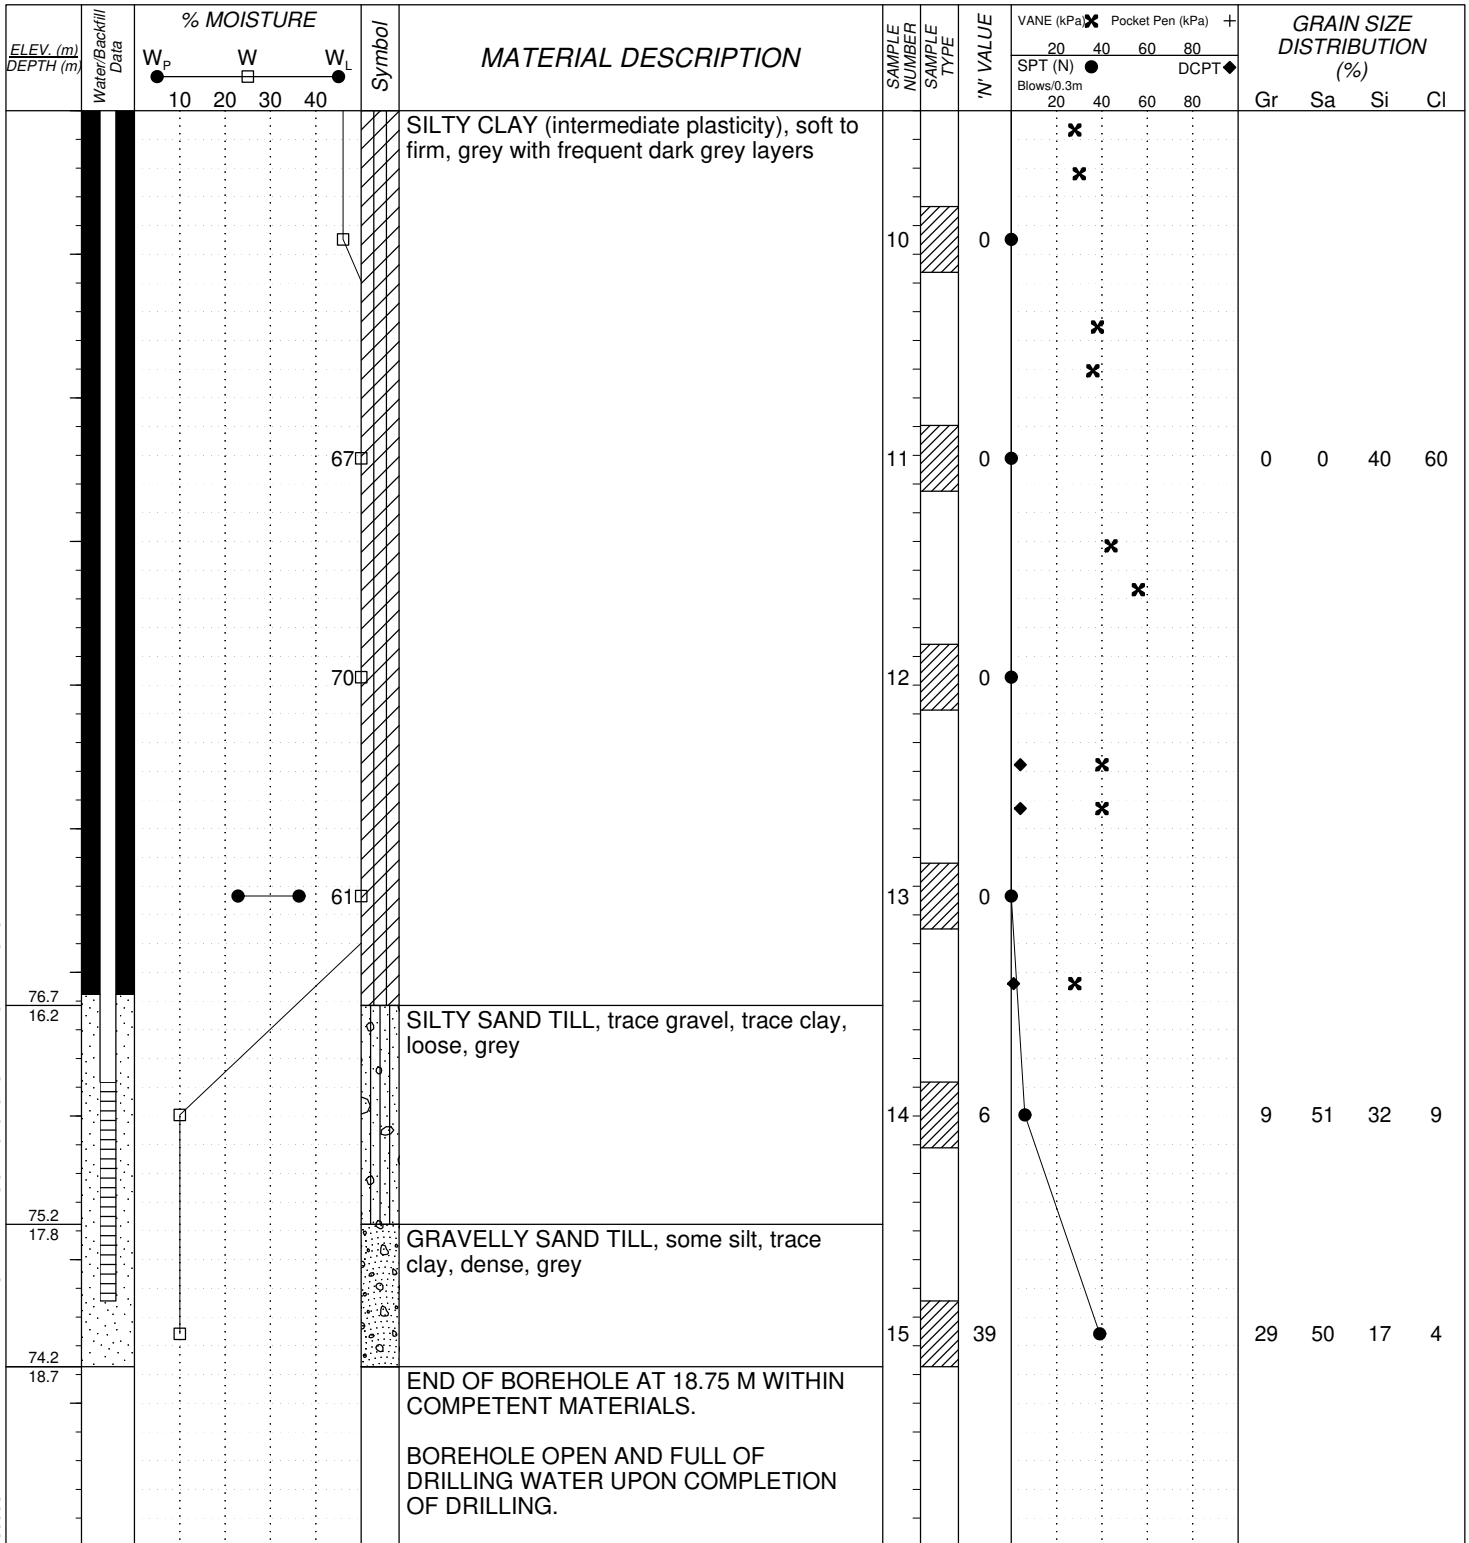 ELEV. (m)
DEPTH (m)
Water/Backfill
Data
% MOISTURE
WP W WL
10 20 30 40
Symbol
MATERIAL DESCRIPTION
SAMPLE
NUMBER
SAMPLE
TYPE
'N' VALUE
VANE (kPa) Pocket Pen (kPa)
20 40 60 80
SPT (N) DCPT
Blows/0.3m
20 40 60 80
GRAIN SIZE
DISTRIBUTION
(%)
Gr Sa Si Cl
SILTY CLAY (intermediate plasticity), soft to
firm, grey with frequent dark grey layers
10 0
67 11 0 0 0 40 60
70 12 0
61 13 0
76.7
16.2
SILTY SAND TILL, trace gravel, trace clay,
loose, grey
14 6 9 51 32 9
75.2
17.8
GRAVELLY SAND TILL, some silt, trace
clay, dense, grey
15 39 29 50 17 4
74.2
18.7
END OF BOREHOLE AT 18.75 M WITHIN
COMPETENT MATERIALS.
BOREHOLE OPEN AND FULL OF
DRILLING WATER UPON COMPLETION
OF DRILLING.